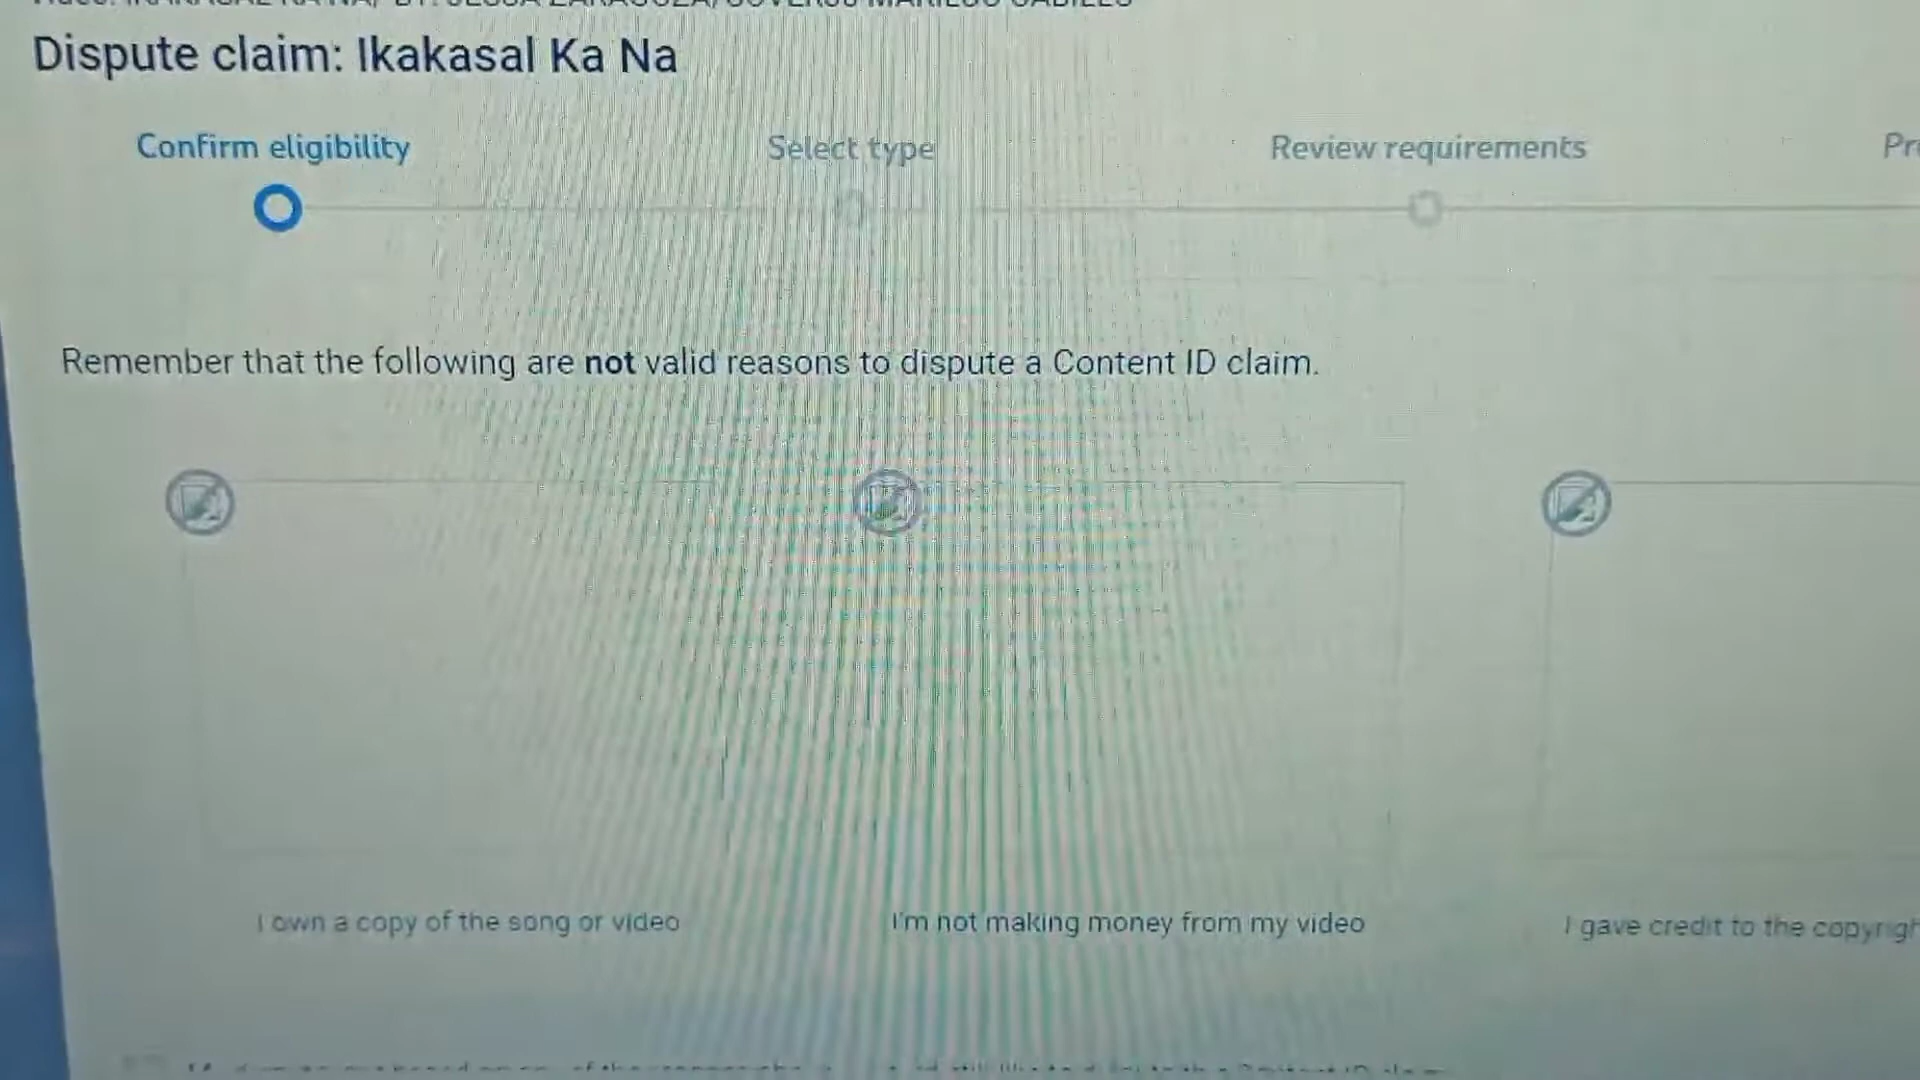 Dispute claim: Ikakasal Ka Na
Confirm eligibility
Select type
Review requirements
Remember that the following are not valid reasons to dispute a Content ID claim.
I own a copy of the song or video
I'm not making money from my video
I gave credit to the